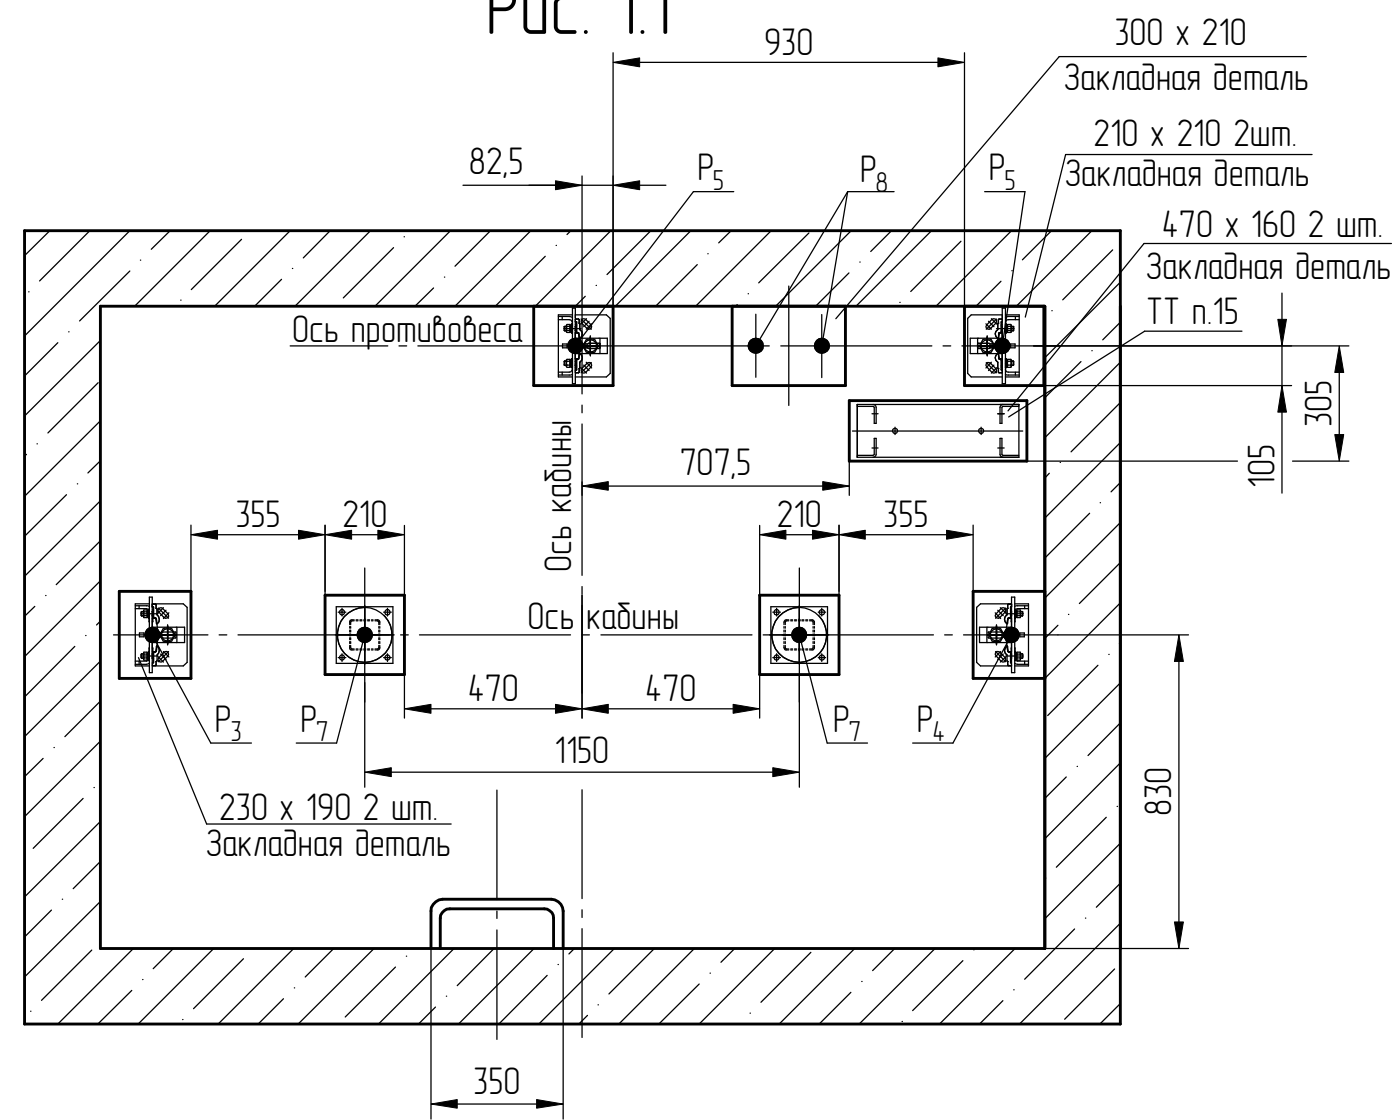 Рис. 1.1
930
300 х 210
Закладная деталь
210 х 210 2шт.
Закладная деталь
82,5
P5
P8
P5
470 х 160 2 шт.
Закладная деталь
ТТ п.15
Ось противовеса
305
105
Ось кабины
707,5
355
210
210
355
Ось кабины
470
470
P3
P7
P7
P4
1150
830
230 х 190 2 шт.
Закладная деталь
350